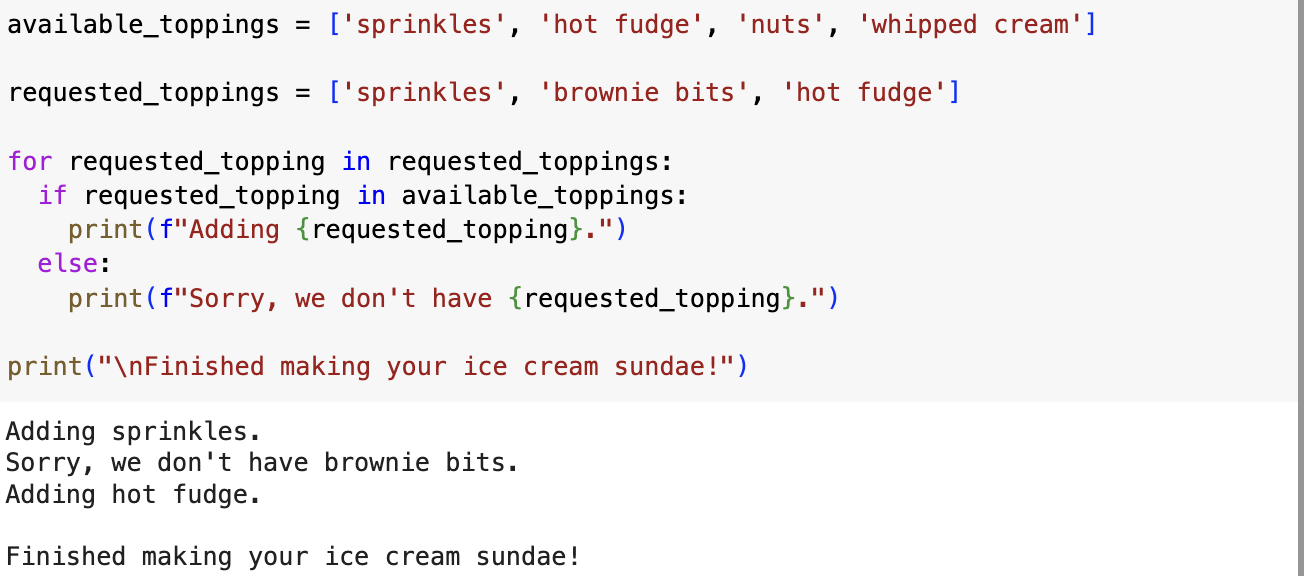 available_toppings = ['sprinkles', 'hot fudge', 'nuts', 'whipped cream']
requested_toppings = ['sprinkles', 'brownie bits', 'hot fudge']
for requested_topping in requested_toppings:
  if requested_topping in available_toppings:
    print(f"Adding {requested_topping}.")
  else:
    print(f"Sorry, we don't have {requested_topping}.")
print("\nFinished making your ice cream sundae!")
Adding sprinkles.
Sorry, we don't have brownie bits.
Adding hot fudge.
Finished making your ice cream sundae!